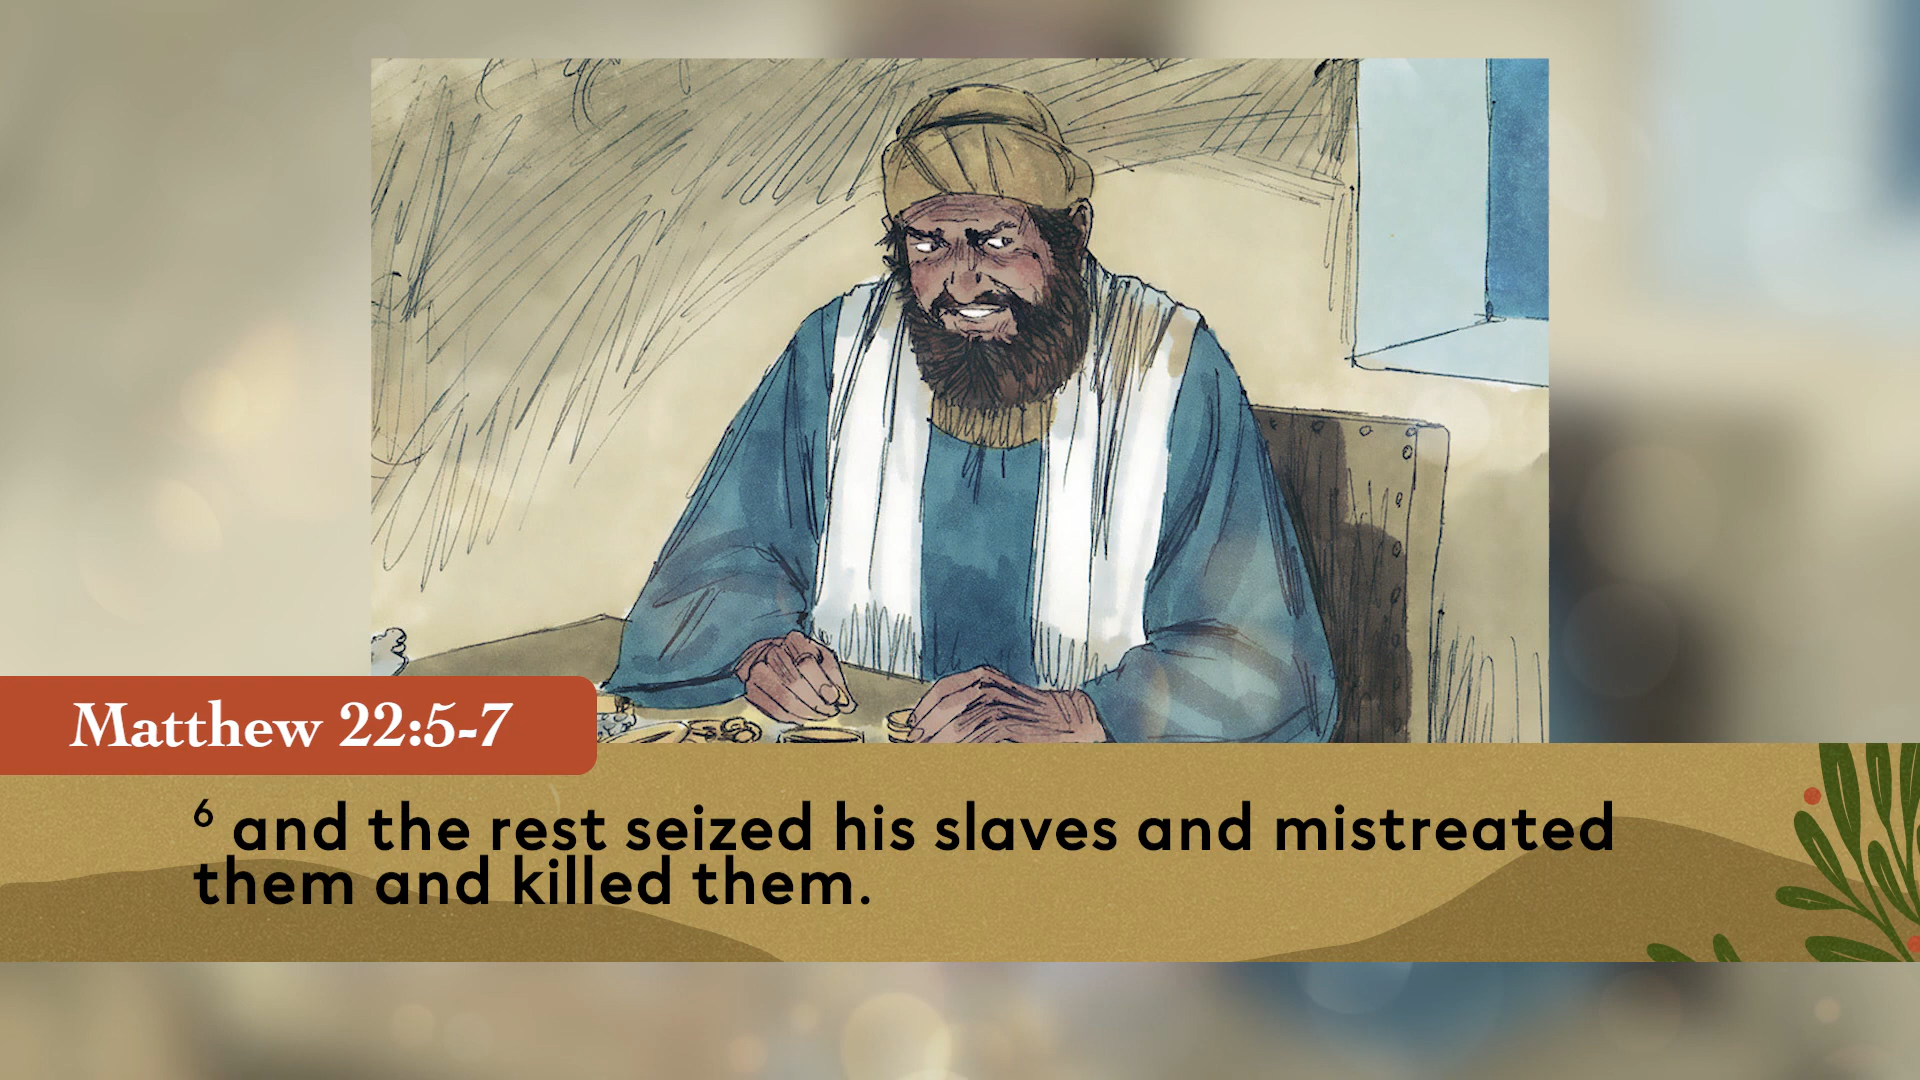 Matthew 22:5-7
6 and the rest seized his slaves and mistreated
them and killed them.